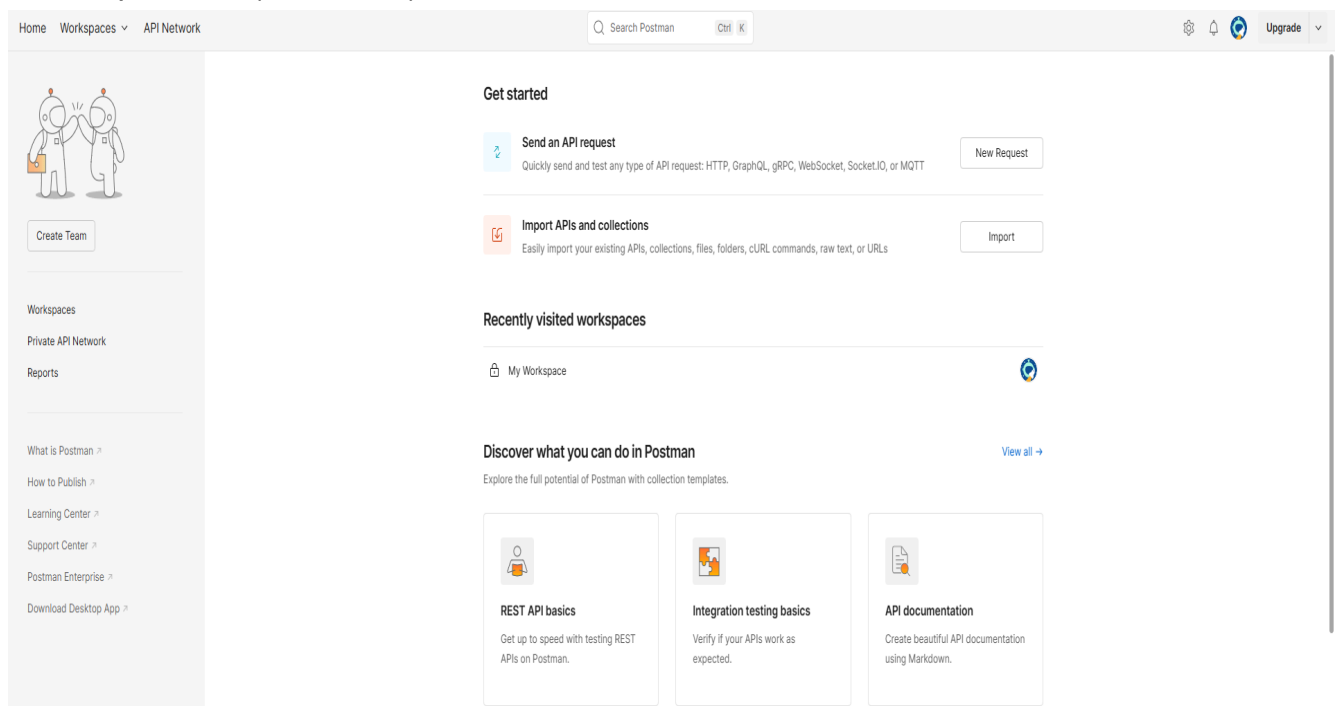 Home Workspaces API Network
Search Postman Ctrl K
Upgrade
Create Team
Workspaces
Private API Network
Reports
What is Postman
How to Publish
Learning Center
Support Center
Postman Enterprise
Download Desktop App
Get started
Send an API request
Quickly send and test any type of API request: HTTP, GraphQL, gRPC, WebSocket, Socket.IO, or MQTT
New Request
Import APIs and collections
Easily import your existing APIs, collections, files, folders, cURL commands, raw text, or URLs
Import
Recently visited workspaces
My Workspace
Discover what you can do in Postman
View all →
Explore the full potential of Postman with collection templates.
REST API basics
Get up to speed with testing REST
APIs on Postman.
Integration testing basics
Verify if your APIs work as
expected.
API documentation
Create beautiful API documentation
using Markdown.